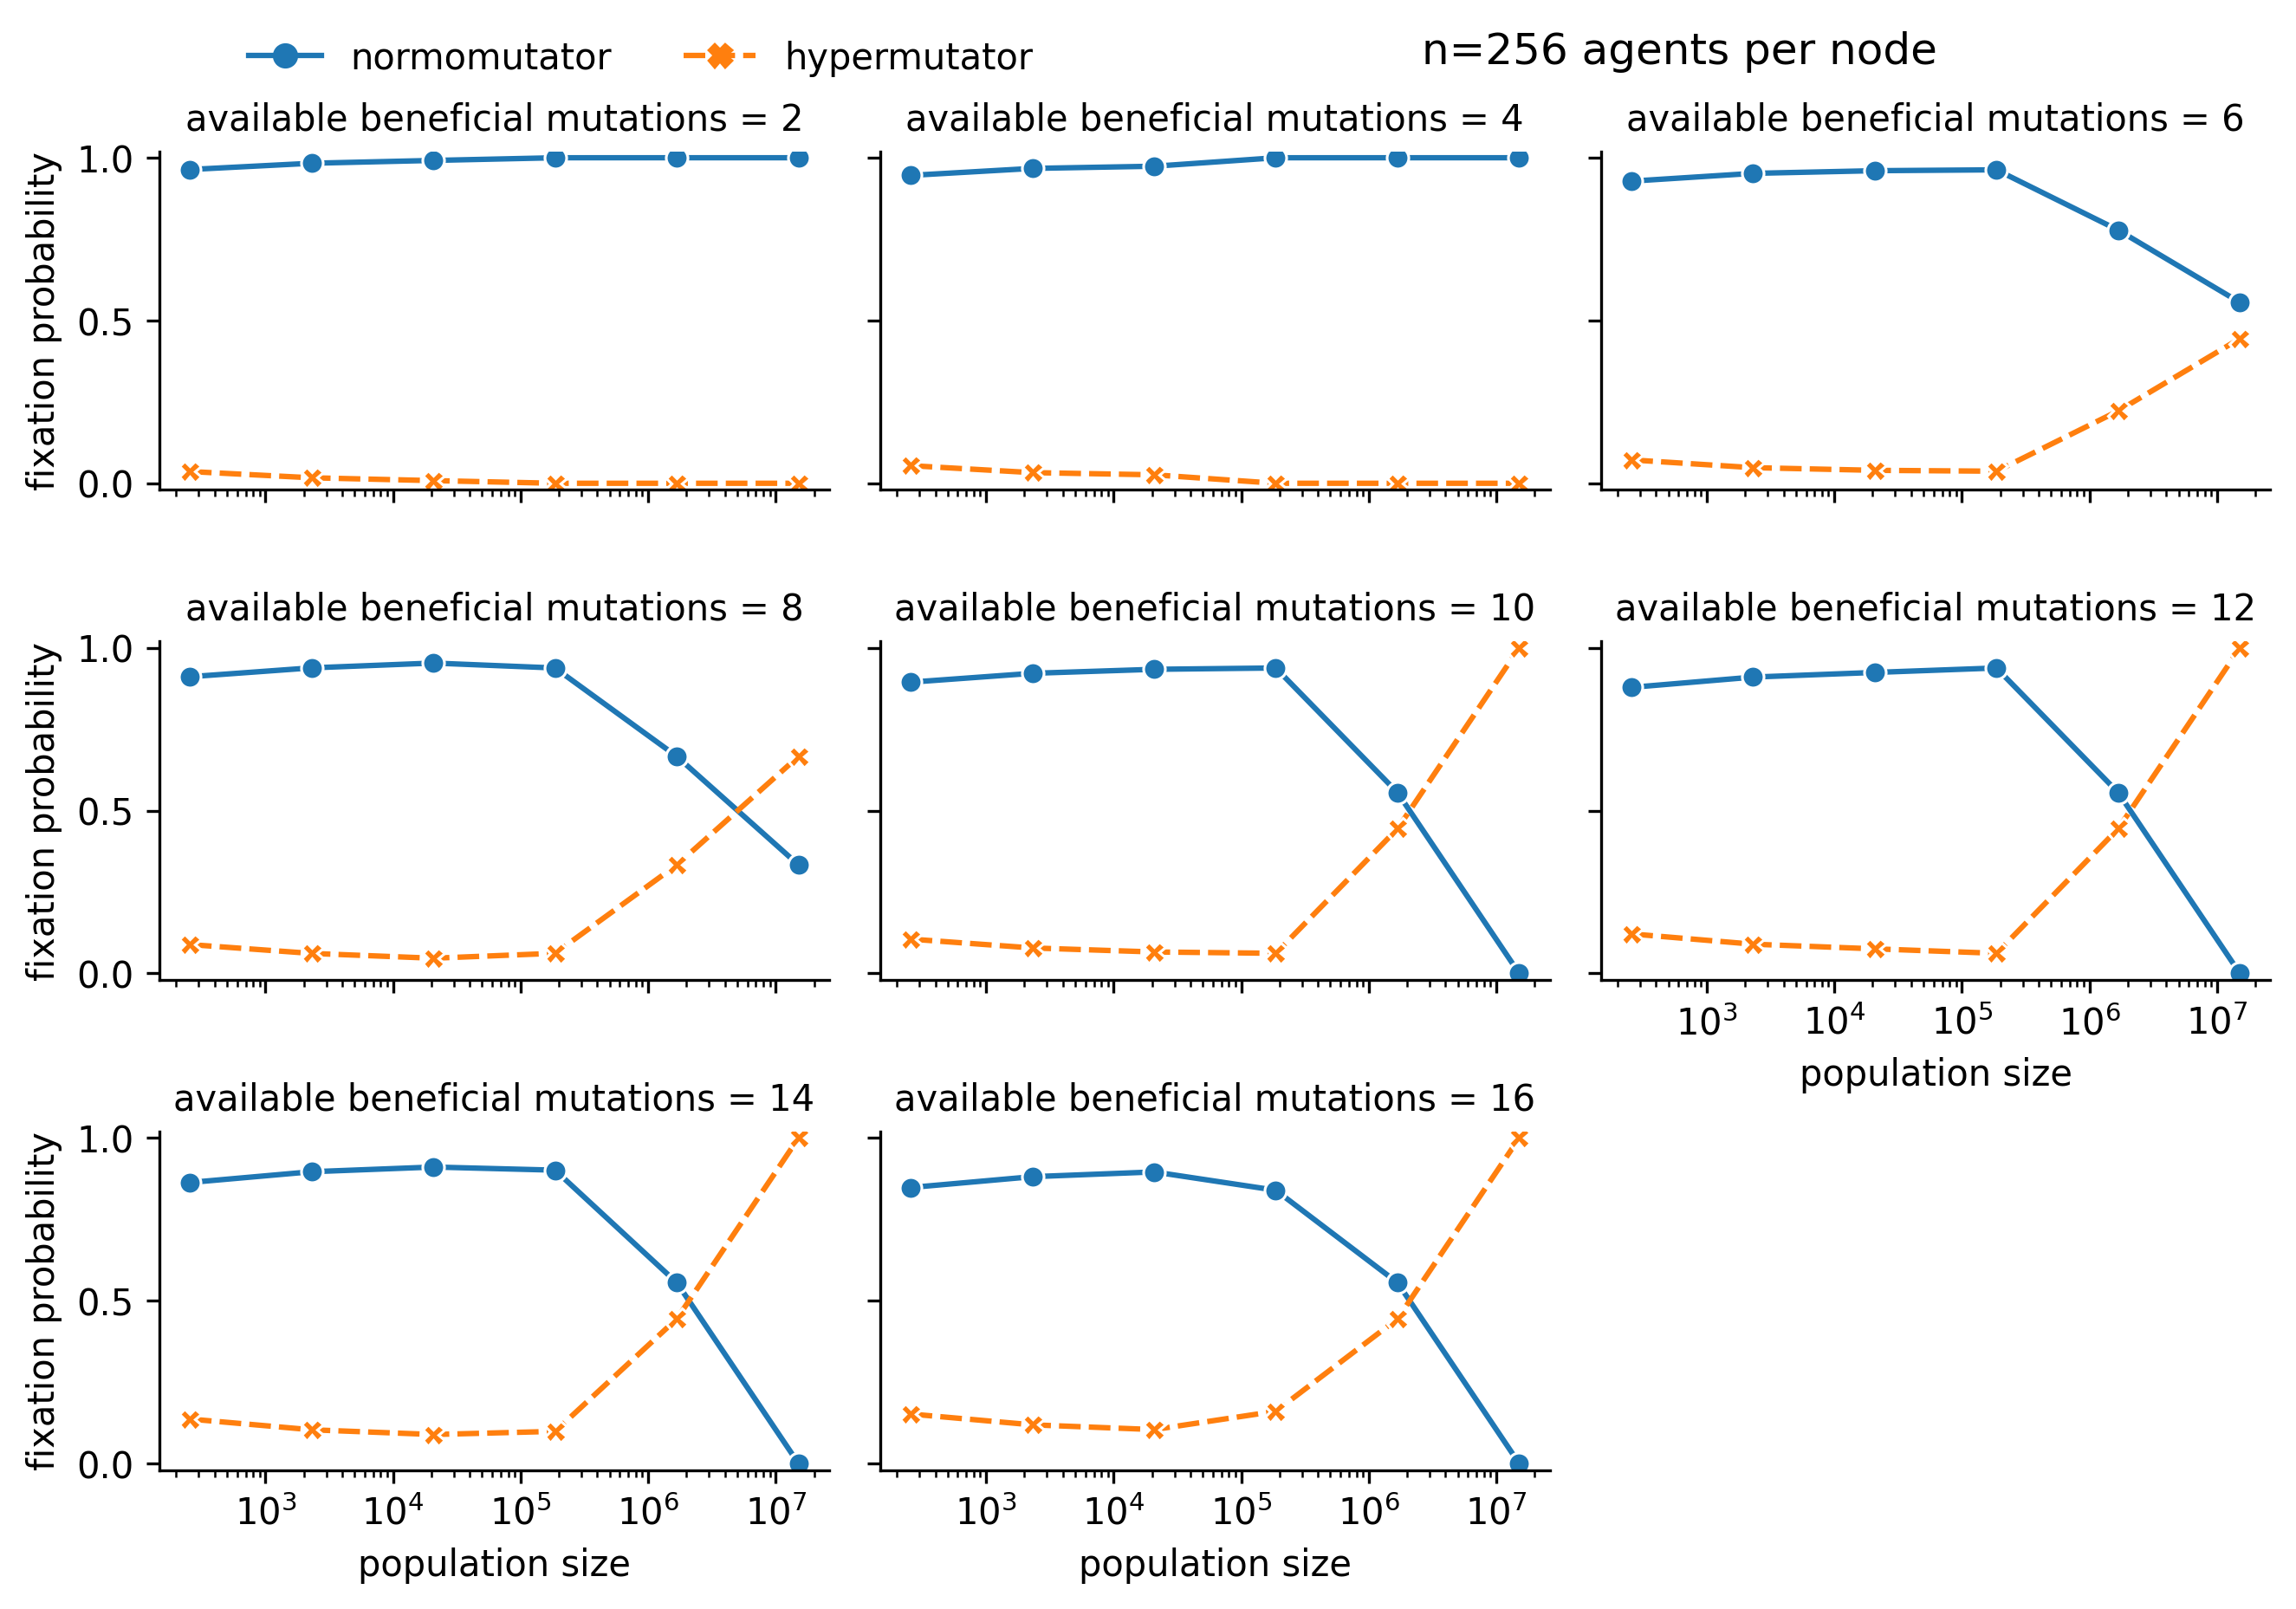 normomutator hypermutator n=256 agents per node
available beneficial mutations = 2 available beneficial mutations = 4 available beneficial mutations = 6
fixation probability
1.0
0.5
0.0
available beneficial mutations = 8 available beneficial mutations = 10 available beneficial mutations = 12
fixation probability
1.0
0.5
0.0
10³ 10⁴ 10⁵ 10⁶ 10⁷
population size
available beneficial mutations = 14 available beneficial mutations = 16
fixation probability
1.0
0.5
0.0
10³ 10⁴ 10⁵ 10⁶ 10⁷ 10³ 10⁴ 10⁵ 10⁶ 10⁷
population size population size